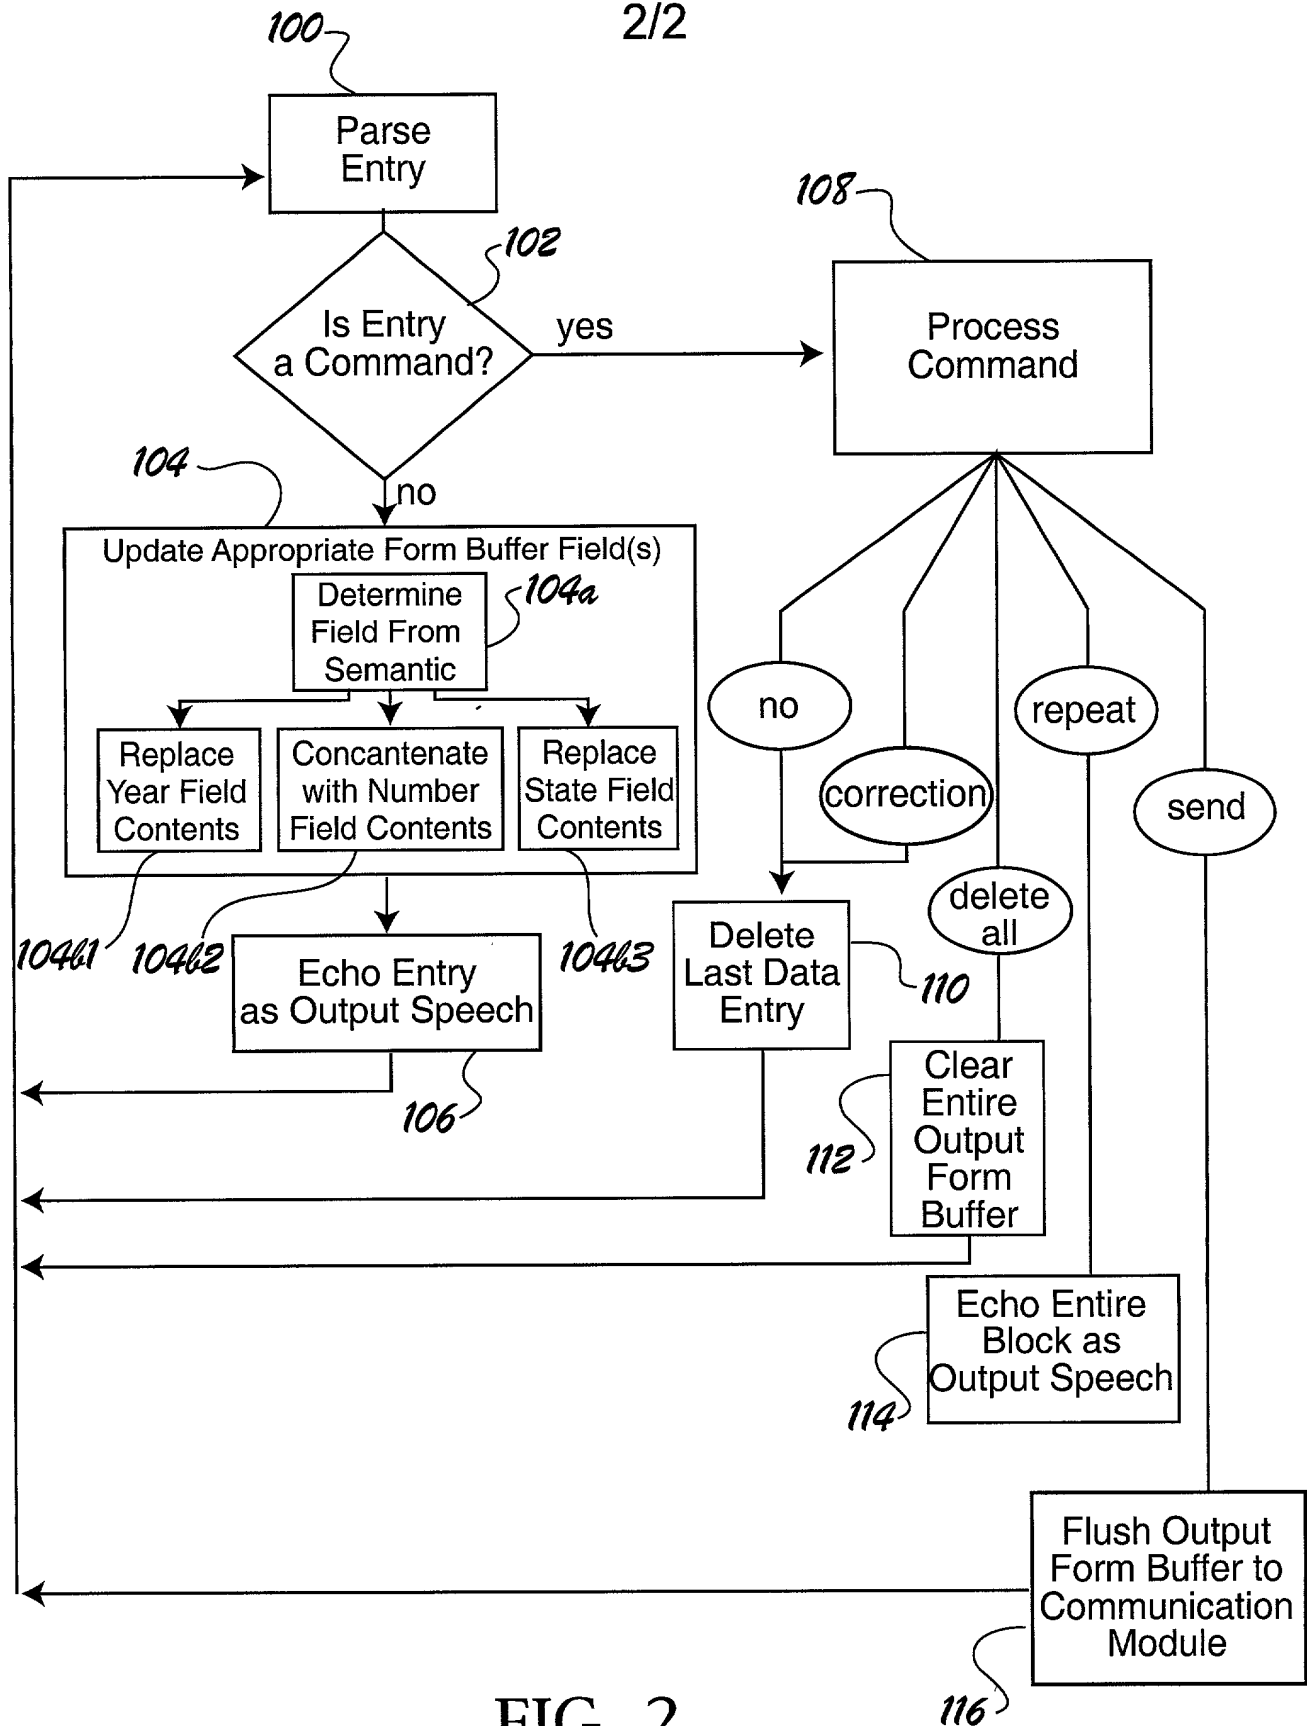 2/2
100
Parse
Entry
102
Is Entry
a Command?
yes
108
Process
Command
no
104
Update Appropriate Form Buffer Field(s)
104a
Determine
Field From
Semantic
Replace
Year Field
Contents
Concantenate
with Number
Field Contents
Replace
State Field
Contents
104b1
104b2
104b3
Echo Entry
as Output Speech
106
no
correction
delete
all
repeat
send
Delete
Last Data
Entry
110
Clear
Entire
Output
Form
Buffer
112
Echo Entire
Block as
Output Speech
114
Flush Output
Form Buffer to
Communication
Module
116
FIG. 2